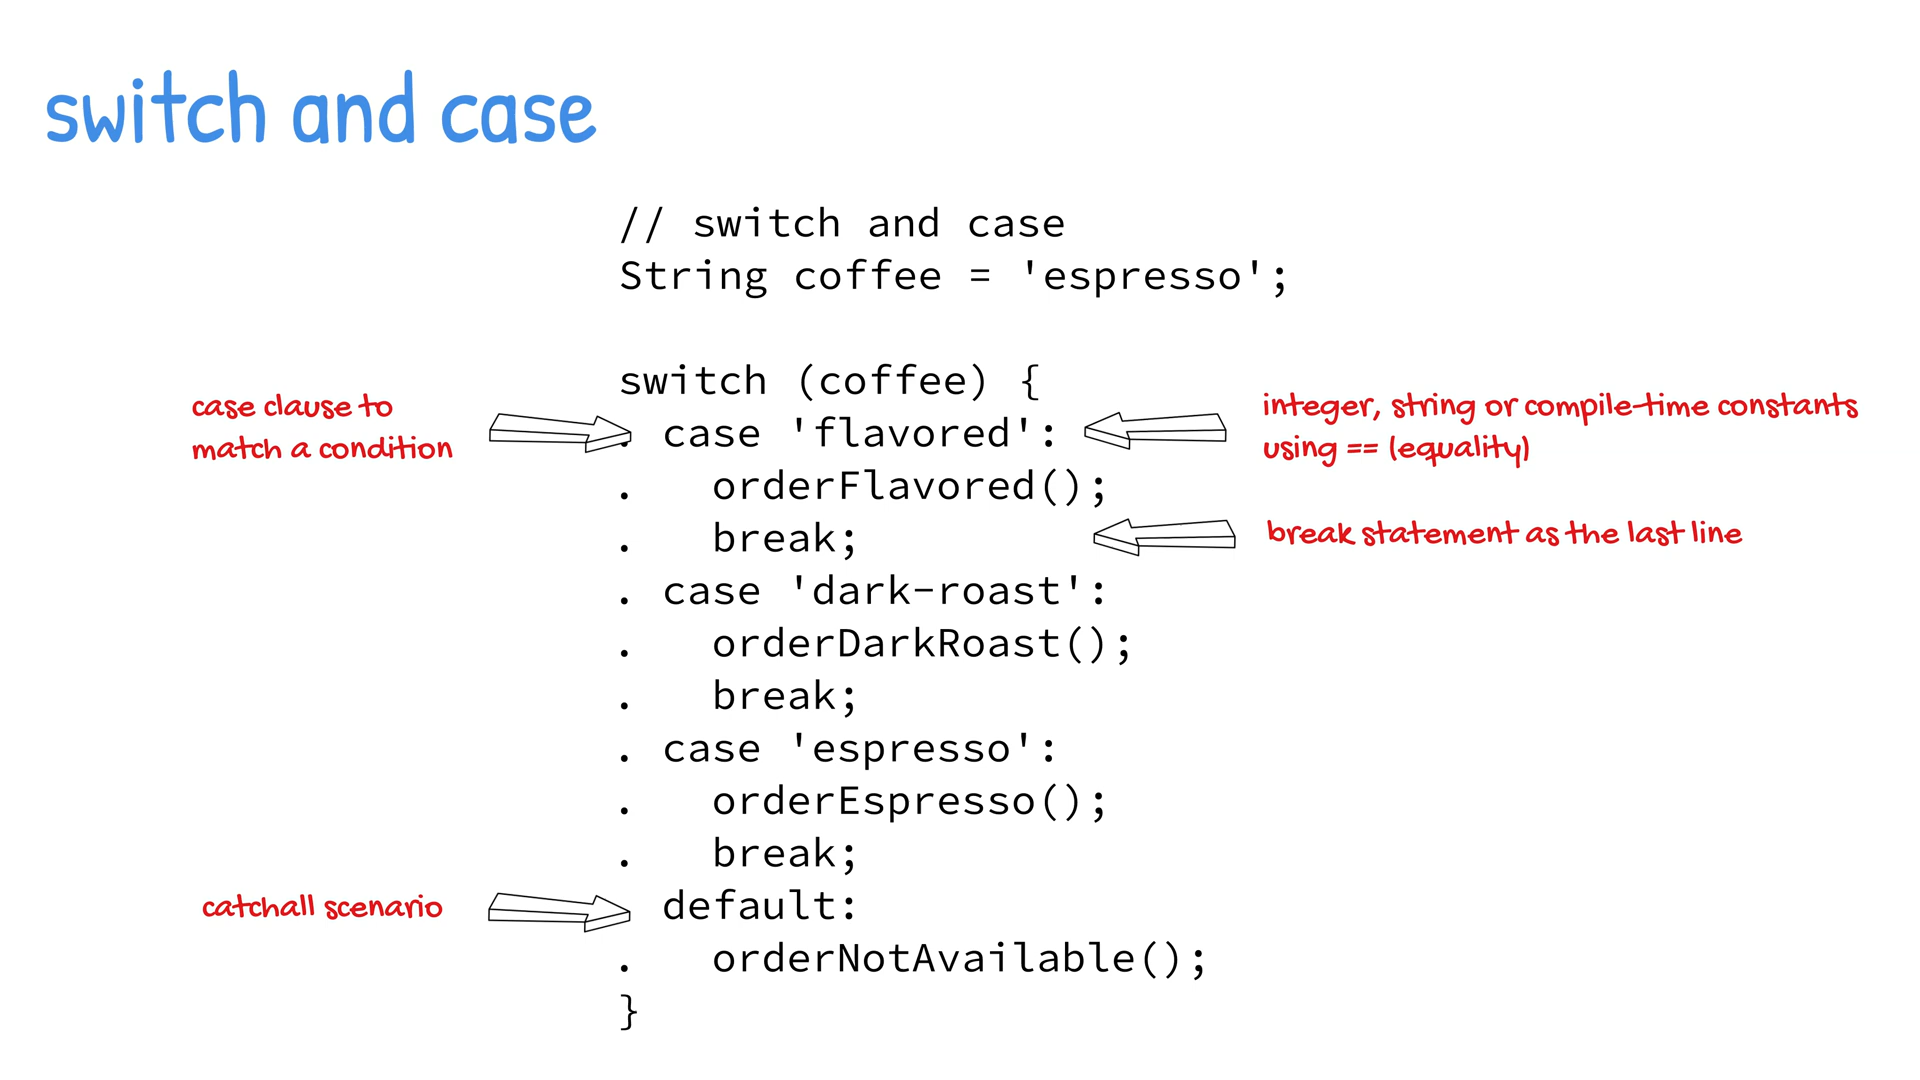 switch and case
// switch and case
String coffee = 'espresso';
switch (coffee) {
case clause to
match a condition
. case 'flavored':
integer, string or compile-time constants
using == (equality)
.   orderFlavored();
.   break;
break statement as the last line
. case 'dark-roast':
.   orderDarkRoast();
.   break;
. case 'espresso':
.   orderEspresso();
.   break;
catchall scenario
default:
.   orderNotAvailable();
}